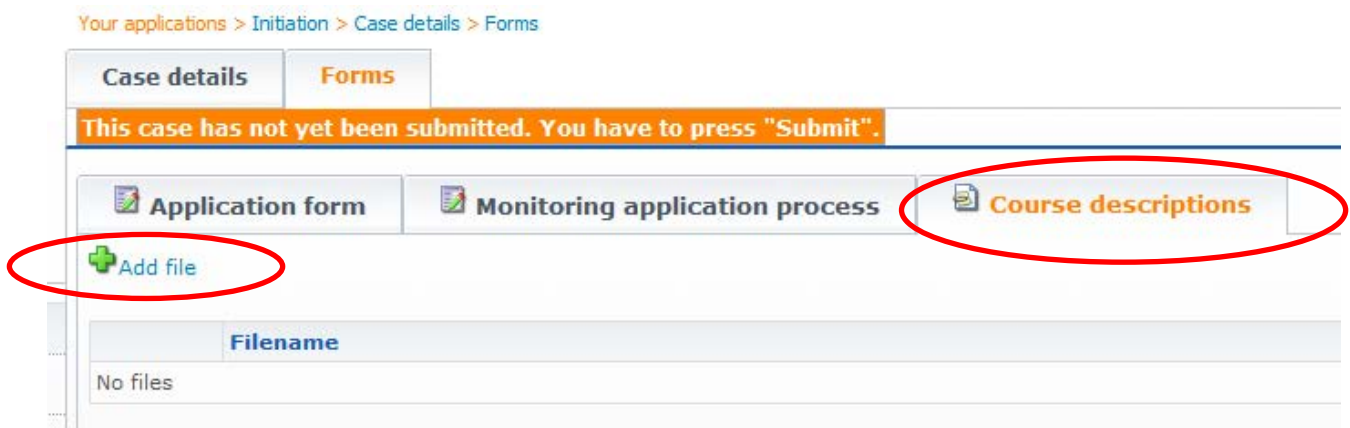 Your applications > Initiation > Case details > Forms
Case details Forms
This case has not yet been submitted. You have to press "Submit".
Application form Monitoring application process Course descriptions
Add file
Filename
No files